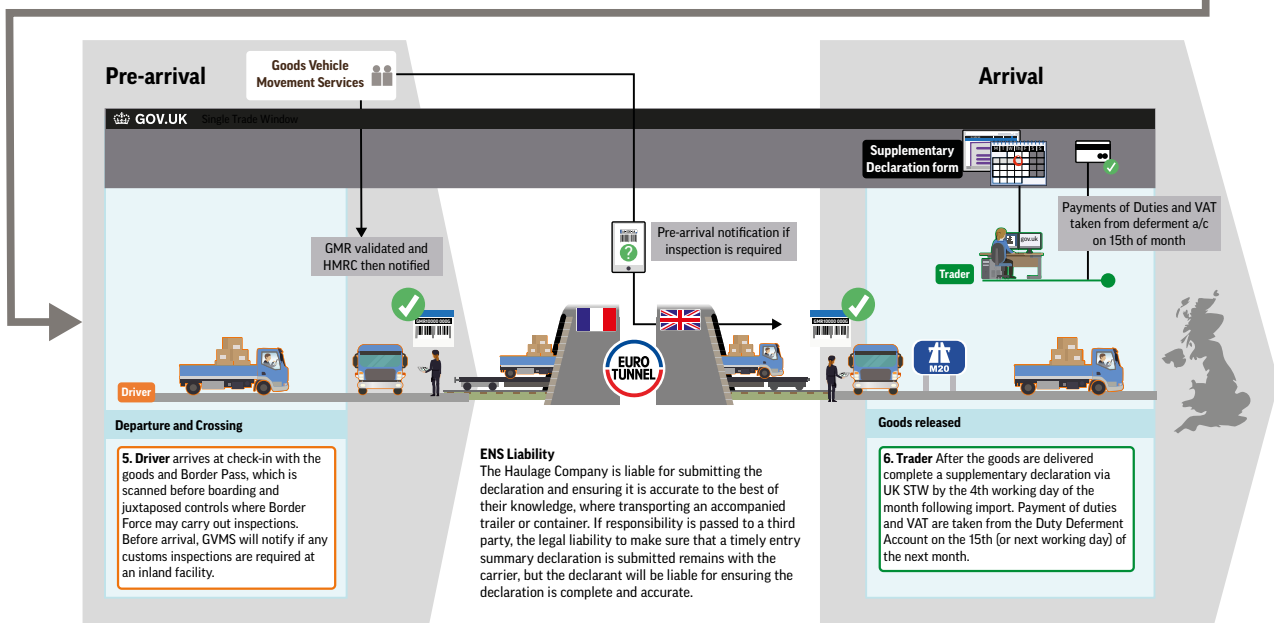 Pre-arrival
Goods Vehicle
Movement Services
Arrival
GOV.UK Single Trade Window
Supplementary
Declaration form
GMR validated and
HMRC then notified
Pre-arrival notification if
inspection is required
Payments of Duties and VAT
taken from deferment a/c
on 15th of month
gov.uk
Trader
EURO
TUNNEL
M20
Driver
Departure and Crossing
5. Driver arrives at check-in with the
goods and Border Pass, which is
scanned before boarding and
juxtaposed controls where Border
Force may carry out inspections.
Before arrival, GVMS will notify if any
customs inspections are required at
an inland facility.
ENS Liability
The Haulage Company is liable for submitting the
declaration and ensuring it is accurate to the best of
their knowledge, where transporting an accompanied
trailer or container. If responsibility is passed to a third
party, the legal liability to make sure that a timely entry
summary declaration is submitted remains with the
carrier, but the declarant will be liable for ensuring the
declaration is complete and accurate.
Goods released
6. Trader After the goods are delivered
complete a supplementary declaration via
UK STW by the 4th working day of the
month following import. Payment of duties
and VAT are taken from the Duty Deferment
Account on the 15th (or next working day) of
the next month.